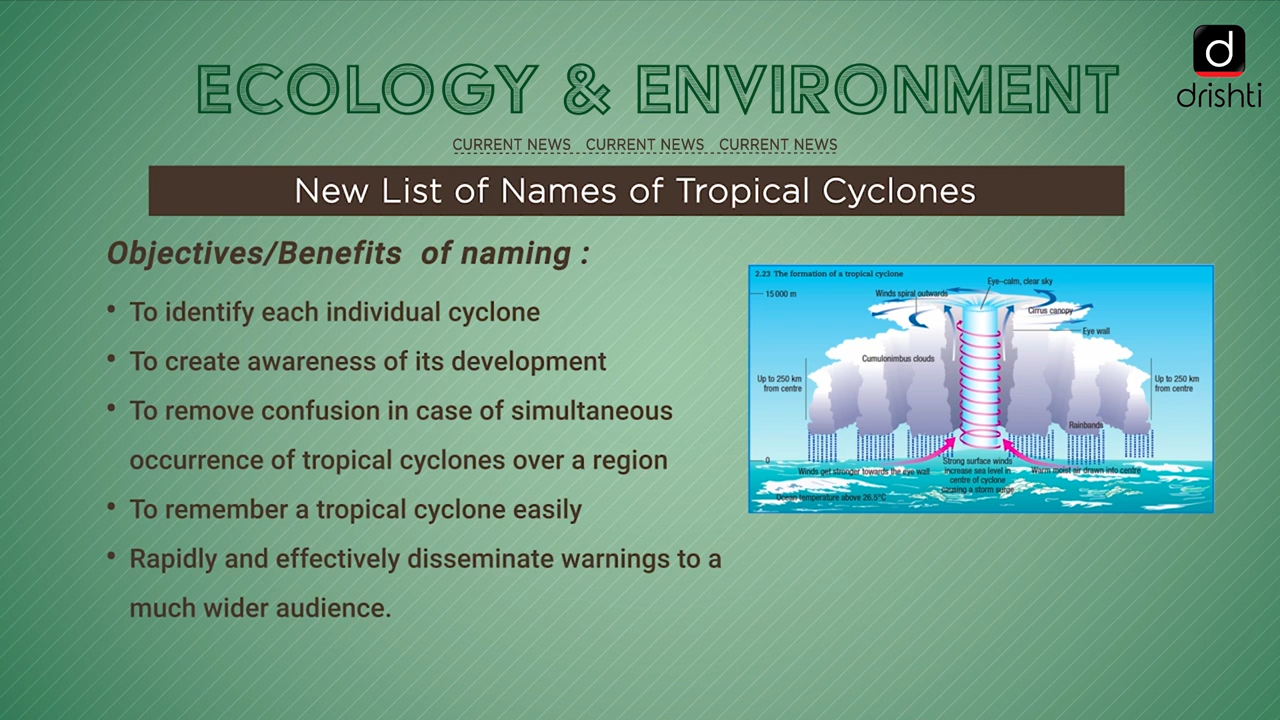 ECOLOGY & ENVIRONMENT
d
drishti
CURRENT NEWS CURRENT NEWS CURRENT NEWS
New List of Names of Tropical Cyclones
Objectives/Benefits of naming :
• To identify each individual cyclone
• To create awareness of its development
• To remove confusion in case of simultaneous
occurrence of tropical cyclones over a region
• To remember a tropical cyclone easily
• Rapidly and effectively disseminate warnings to a
much wider audience.
2.23 The formation of a tropical cyclone
Eye–calm, clear sky
15 000 m
Winds spiral outwards
Cirrus canopy
Eye wall
Cumulonimbus clouds
Up to 250 km
from centre
Up to 250 km
from centre
Rainbands
0
Winds get stronger towards the eye wall
Strong surface winds
increase sea level in
centre of cyclone
causing a storm surge
Warm moist air drawn into centre
Ocean temperature above 26.5°C